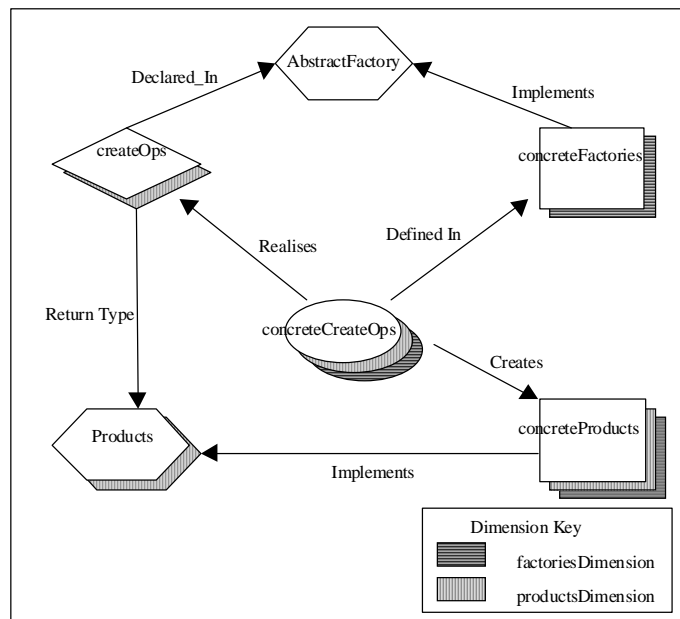 AbstractFactory
Declared_In
Implements
createOps
concreteFactories
Realises
Defined In
Return Type
concreteCreateOps
Creates
Products
concreteProducts
Implements
Dimension Key
factoriesDimension
productsDimension